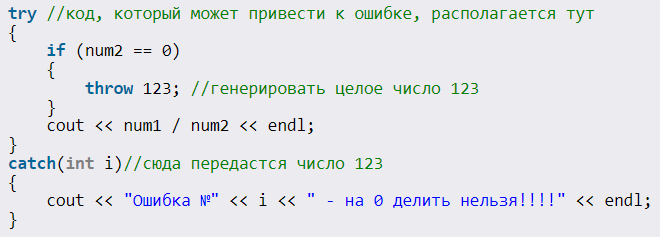 try //код, который может привести к ошибке, располагается тут
{
    if (num2 == 0)
    {
        throw 123; //генерировать целое число 123
    }
    cout << num1 / num2 << endl;
}
catch(int i)//сюда передастся число 123
{
    cout << "Ошибка №" << i << " - на 0 делить нельзя!!!!" << endl;
}